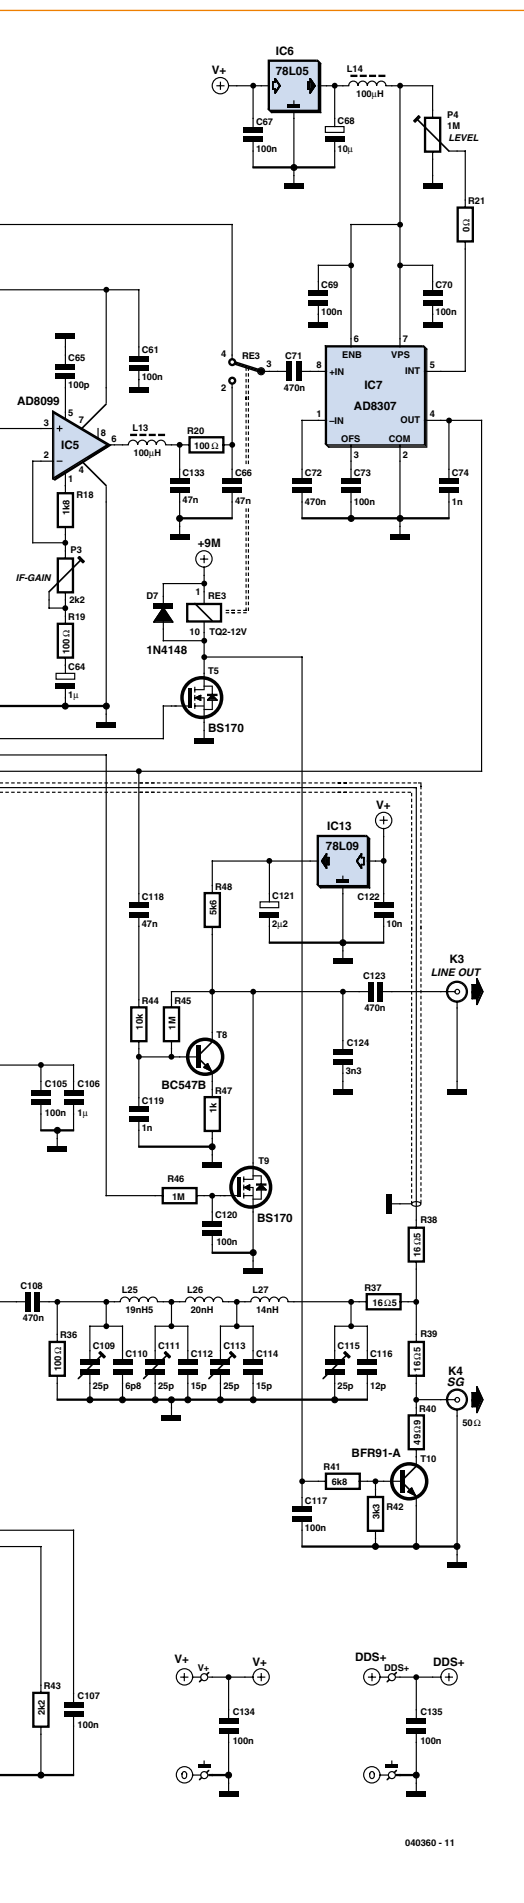 IC6
V+
78L05
L14
100µH
C67
100n
C68
10µ
P4
1M
LEVEL
R21
0Ω
C69
100n
C70
100n
C65
100p
C61
100n
4
RE3
3
2
C71
470n
6
7
ENB
VPS
8
+IN
INT
5
IC7
AD8307
1
–IN
OUT
4
OFS
COM
3
2
AD8099
5
7
8
3
+
IC5
6
2
–
4
1
L13
100µH
R20
100Ω
C133
47n
C66
47n
C72
470n
C73
100n
C74
1n
R18
1k8
P3
IF-GAIN
2k2
R19
100Ω
C64
1µ
+9M
D7
1N4148
1
RE3
10
TQ2-12V
T5
BS170
V+
IC13
78L09
R48
5k6
C121
2µ2
C122
10n
C118
47n
K3
LINE OUT
C123
470n
R44
10k
R45
1M
T8
BC547B
C124
3n3
C105
100n
C106
1µ
C119
1n
R47
1k
R46
1M
T9
BS170
C120
100n
R38
16Ω5
C108
470n
L25
19nH5
L26
20nH
L27
14nH
R37
16Ω5
R36
100Ω
C109
25p
C110
6p8
C111
25p
C112
15p
C113
25p
C114
15p
C115
25p
C116
12p
R39
16Ω5
K4
SG
50Ω
R40
49Ω9
BFR91-A
T10
R41
6k8
R42
3k3
C117
100n
R43
2k2
C107
100n
V+
V+
V+
C134
100n
0
DDS+
DDS+
DDS+
C135
100n
0
040360 - 11